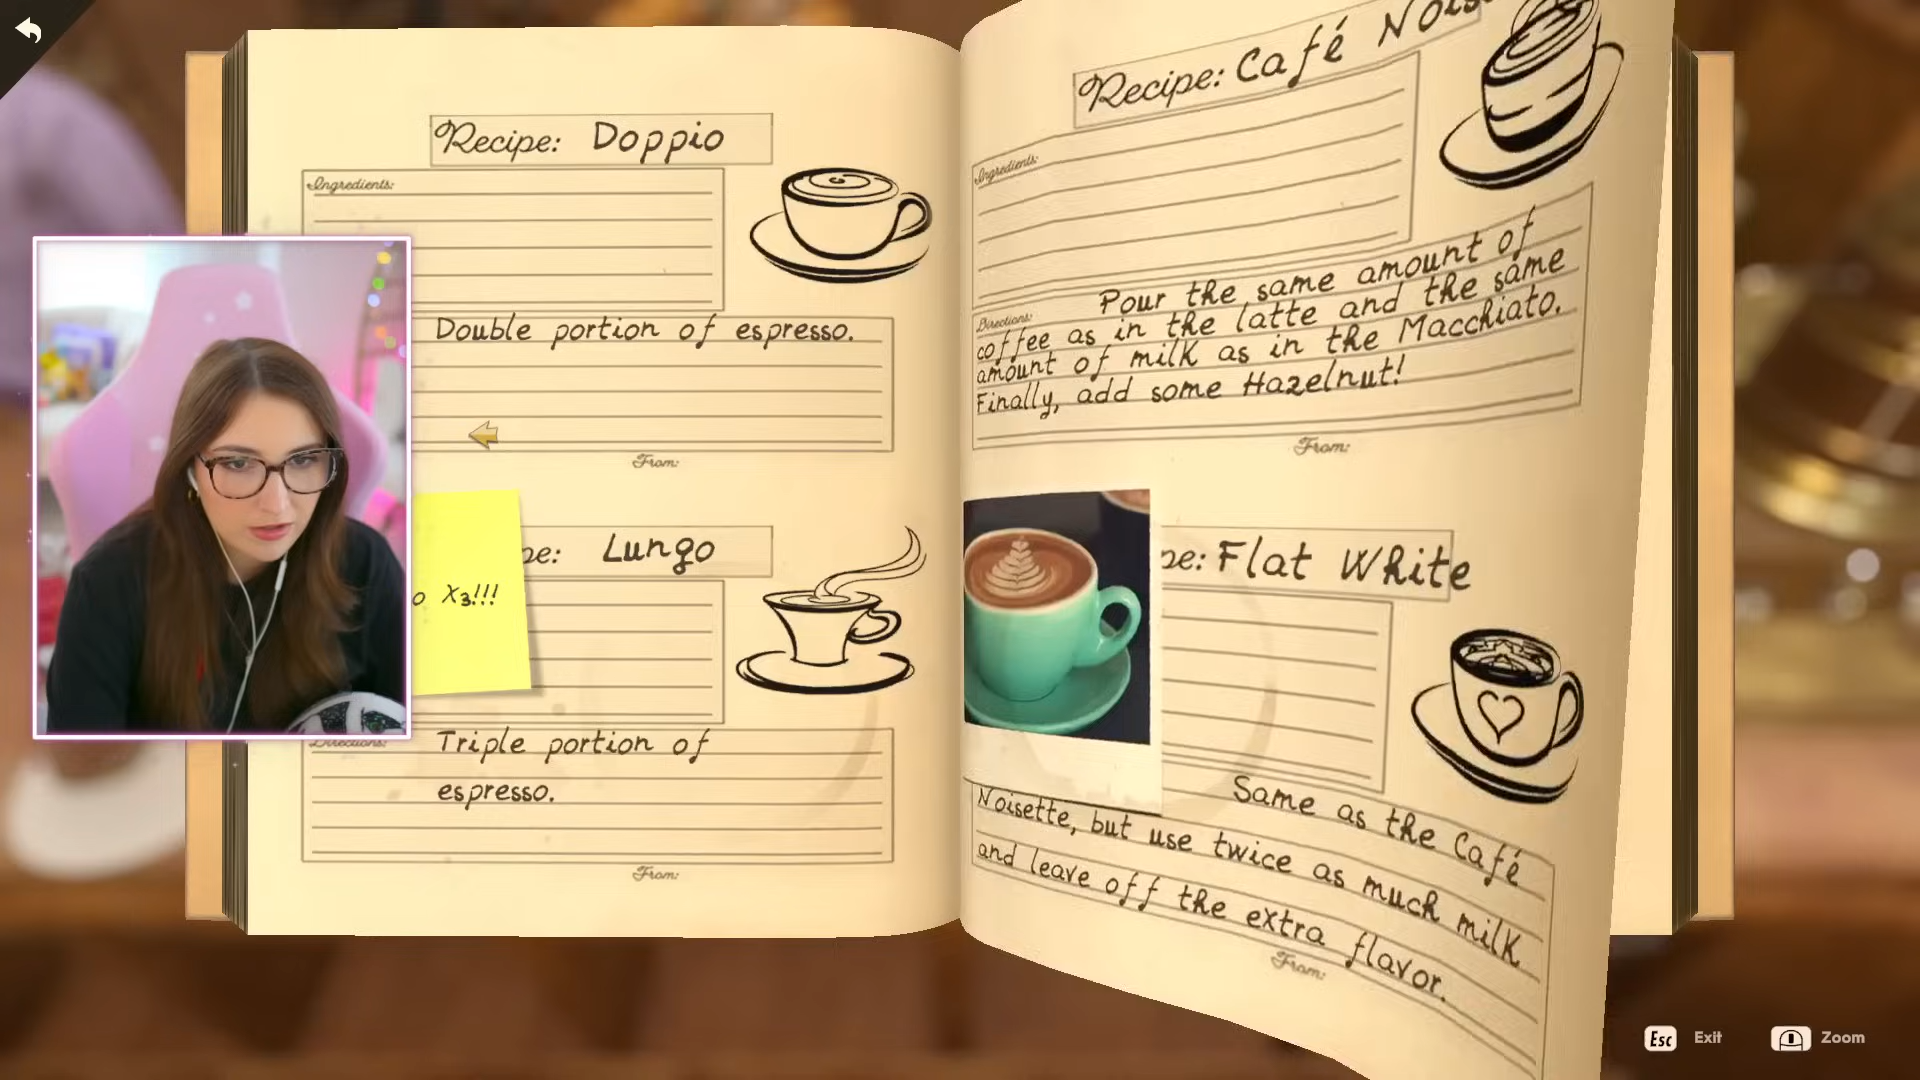 Recipe: Doppio
Ingredients:
Double portion of espresso.
From:
o x3!!!
pe: Lungo
Directions:
Triple portion of
espresso.
From:
Recipe: Café Nois
Ingredients:
Directions: Pour the same amount of
coffee as in the latte and the same
amount of milk as in the Macchiato.
Finally, add some Hazelnut!
From:
pe: Flat White
Same as the Café
Noisette, but use twice as much milk
and leave off the extra flavor.
From:
Esc Exit Zoom